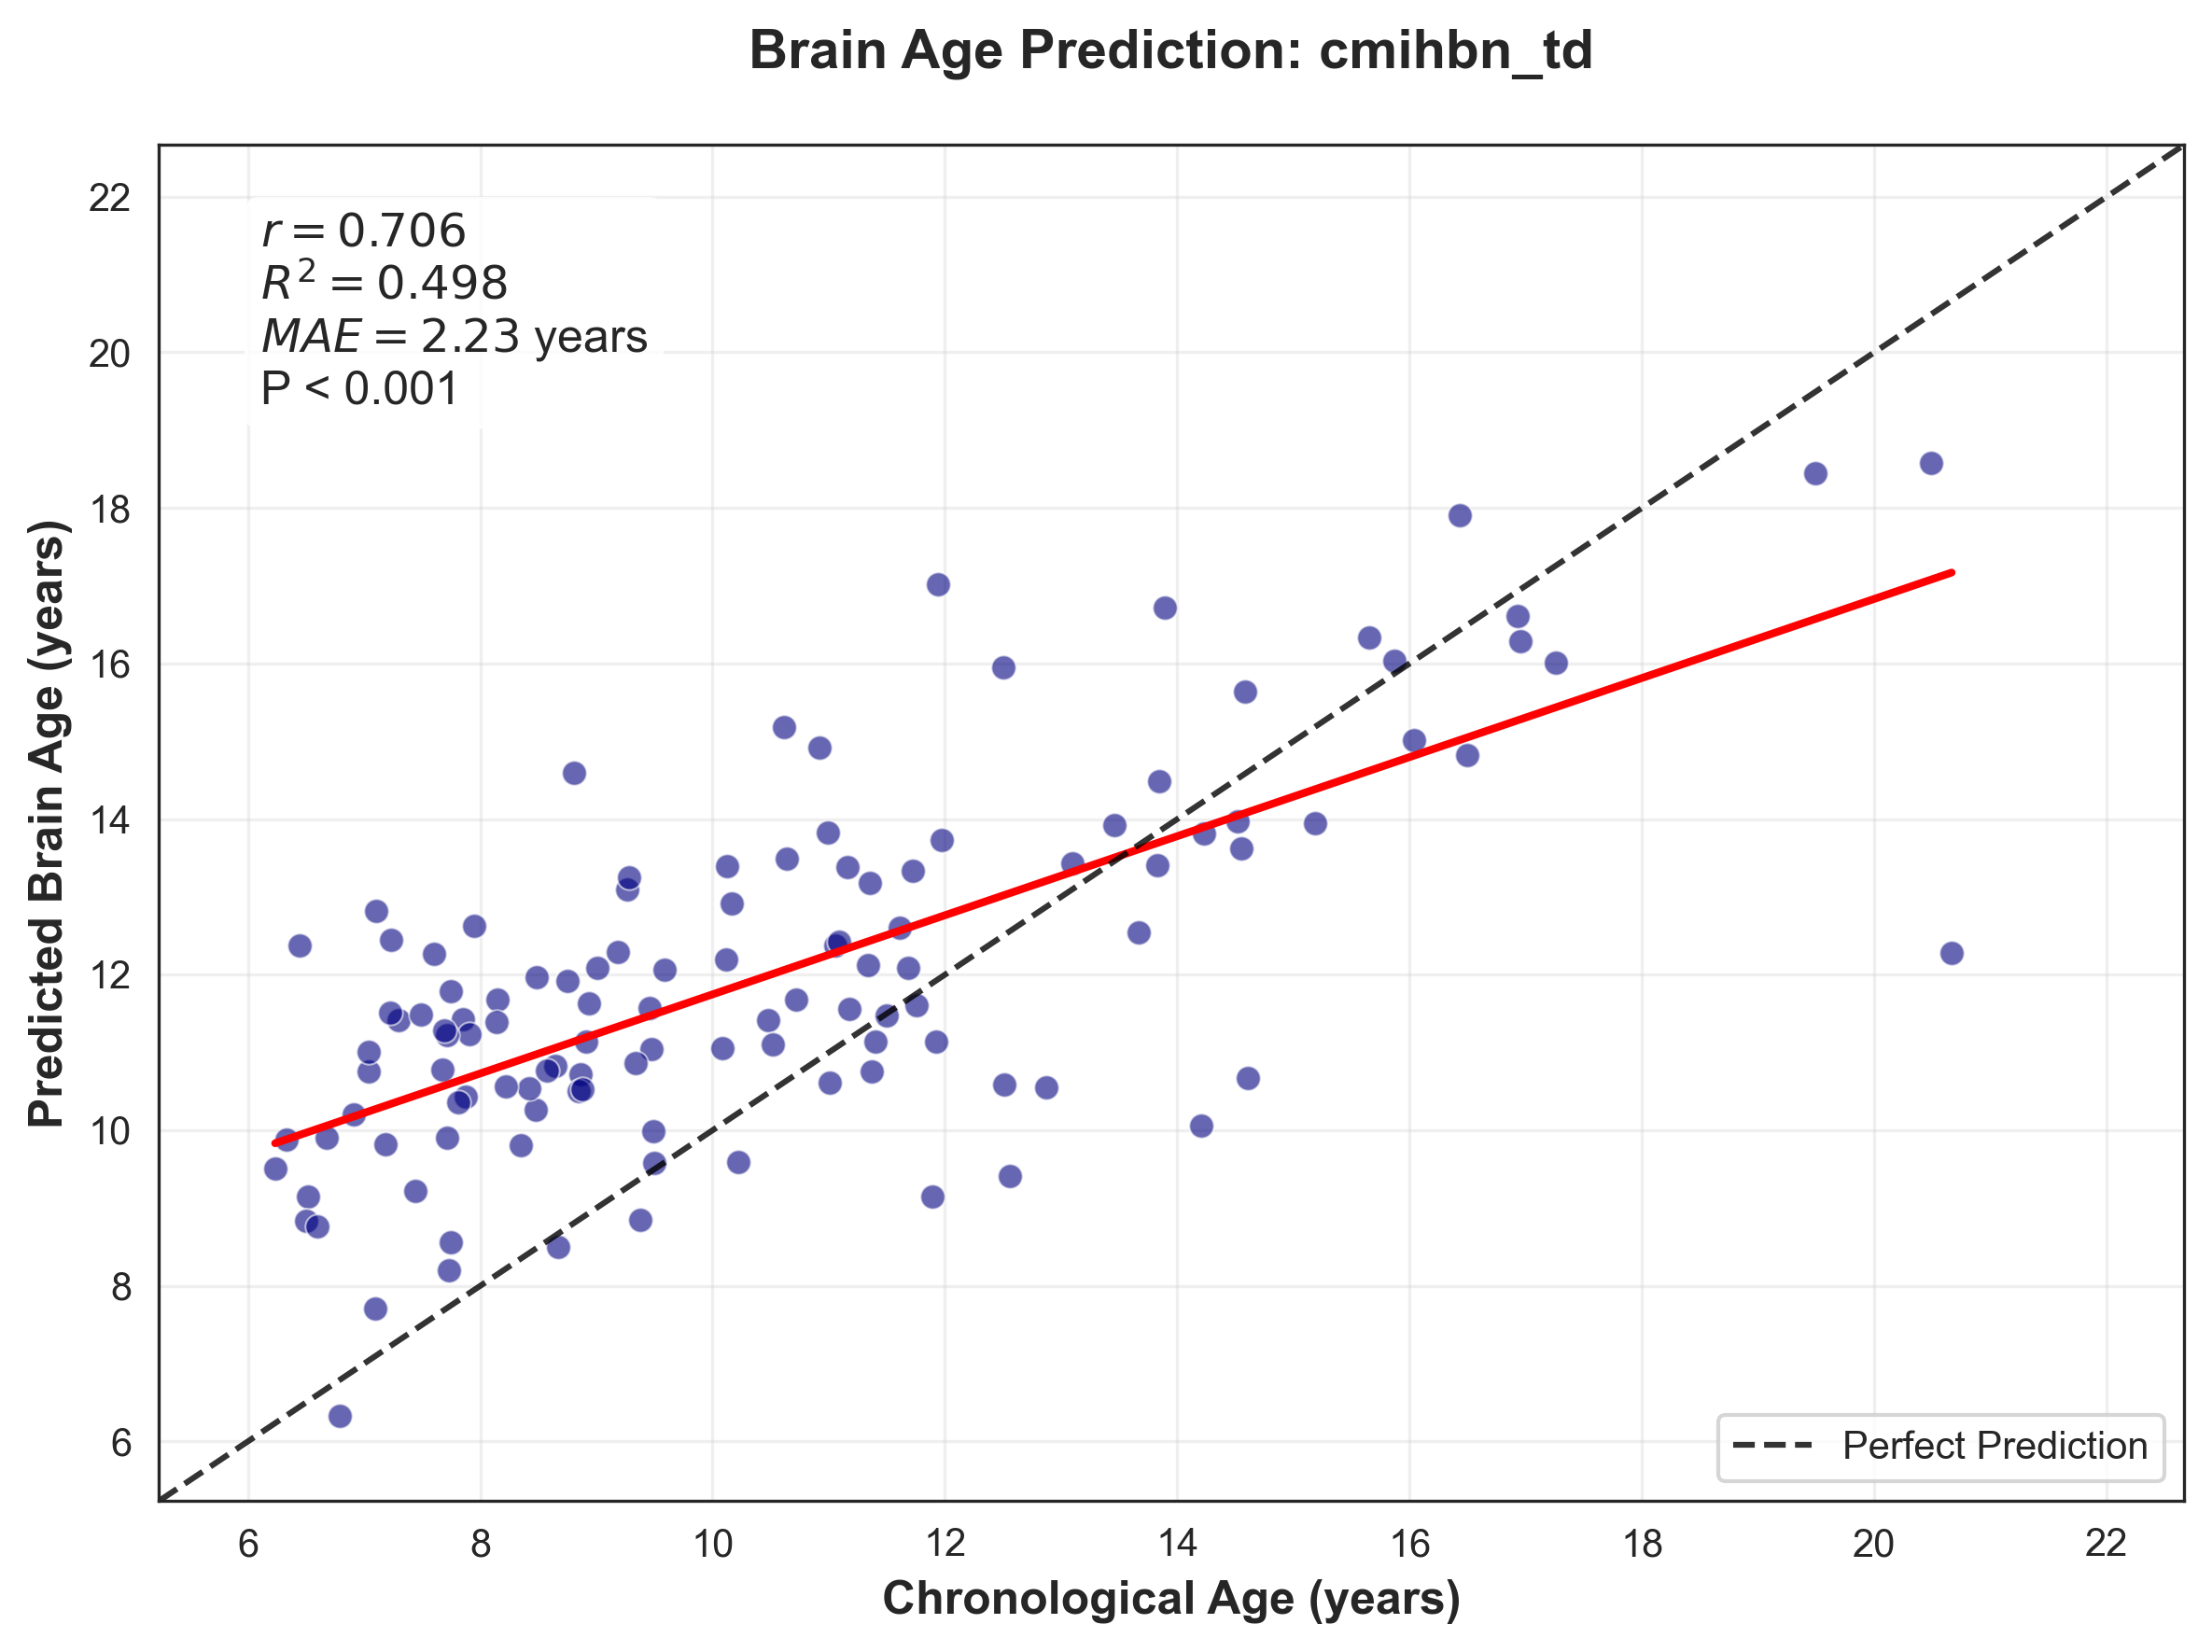 Brain Age Prediction: cmihbn_td
r = 0.706
R² = 0.498
MAE = 2.23 years
P < 0.001
22
20
18
16
14
12
10
8
6
Predicted Brain Age (years)
Perfect Prediction
6 8 10 12 14 16 18 20 22
Chronological Age (years)